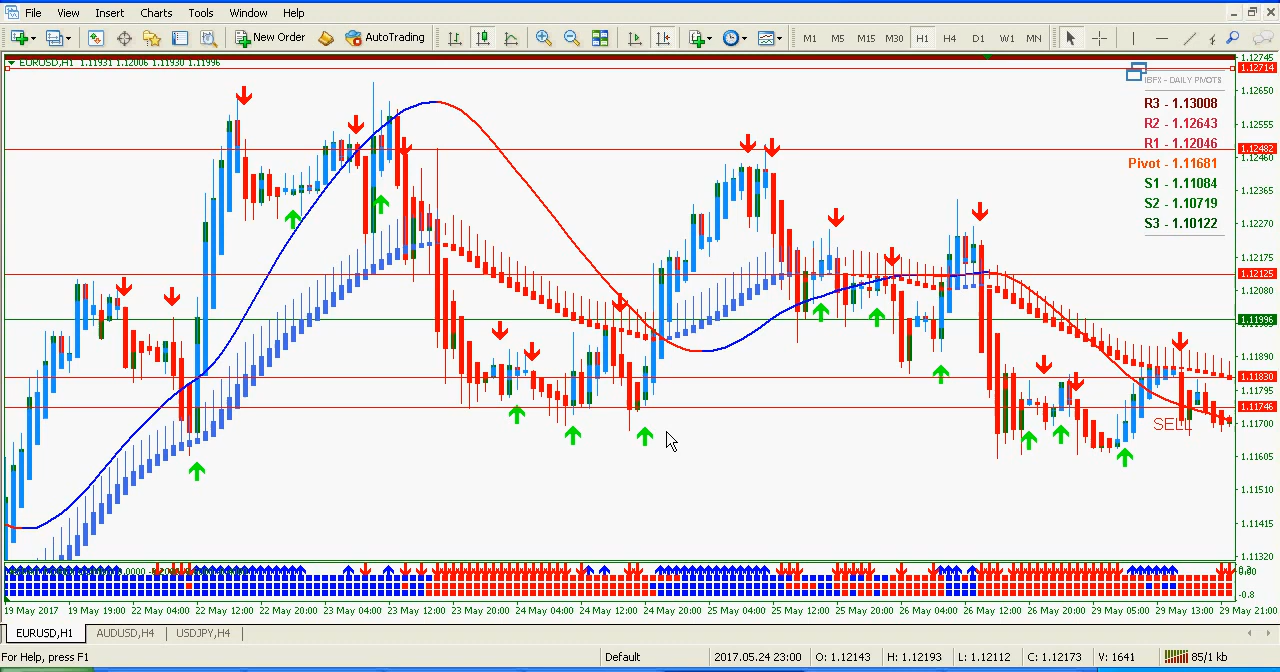 File View Insert Charts Tools Window Help
New Order AutoTrading M1 M5 M15 M30 H1 H4 D1 W1 MN
EURUSD,H1 1.11931 1.12006 1.11930 1.11996
IBFX - DAILY PIVOTS
R3 - 1.13008
R2 - 1.12643
R1 - 1.12046
Pivot - 1.11681
S1 - 1.11084
S2 - 1.10719
S3 - 1.10122
SELL
1.12745
1.12714
1.12650
1.12555
1.12482
1.12460
1.12365
1.12270
1.12175
1.12125
1.12080
1.11996
1.11890
1.11830
1.11795
1.11746
1.11700
1.11605
1.11510
1.11415
1.11320
-0.8
19 May 2017 19 May 19:00 22 May 04:00 22 May 12:00 22 May 20:00 23 May 04:00 23 May 12:00 23 May 20:00 24 May 04:00 24 May 12:00 24 May 20:00 25 May 04:00 25 May 12:00 25 May 20:00 26 May 04:00 26 May 12:00 26 May 20:00 29 May 05:00 29 May 13:00 29 May 21:00
EURUSD,H1 AUDUSD,H4 USDJPY,H4
For Help, press F1 Default 2017.05.24 23:00 O: 1.12143 H: 1.12193 L: 1.12112 C: 1.12173 V: 1641 85/1 kb